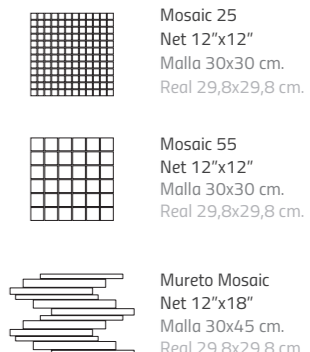 Mosaic 25
Net 12”x12”
Malla 30x30 cm.
Real 29,8x29,8 cm.
Mosaic 55
Net 12”x12”
Malla 30x30 cm.
Real 29,8x29,8 cm.
Mureto Mosaic
Net 12”x18”
Malla 30x45 cm.
Real 29,8x29,8 cm.